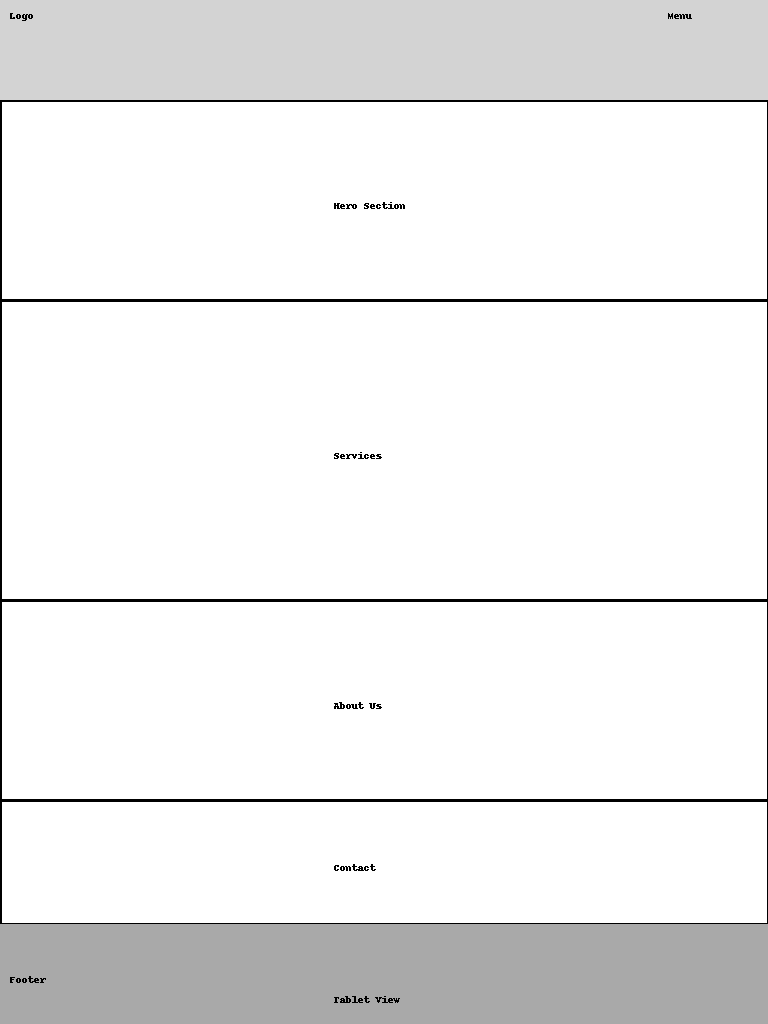 Logo
Menu
Hero Section
Services
About Us
Contact
Footer
Tablet View